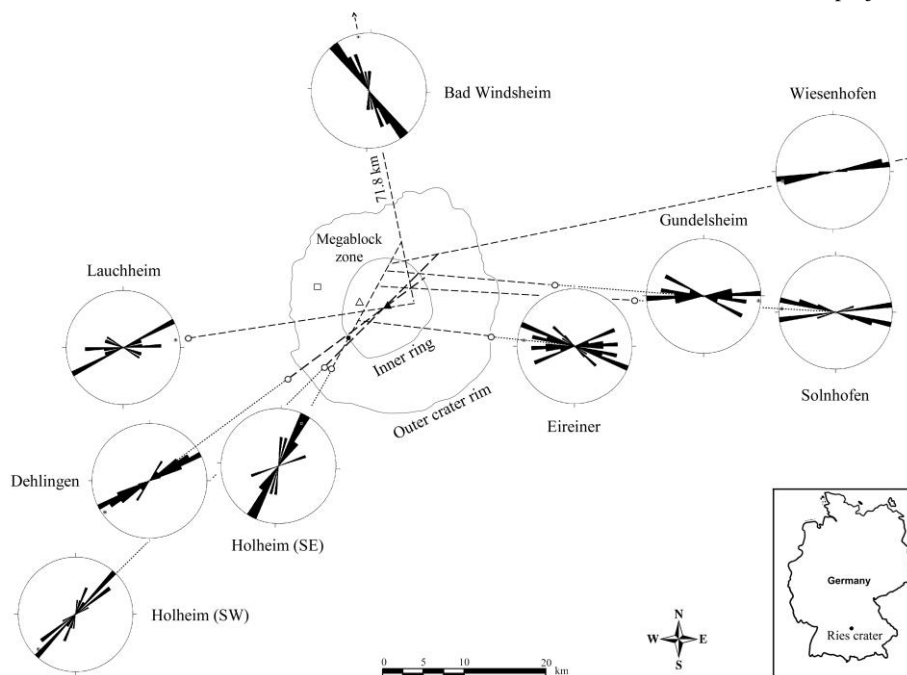 Bad Windsheim
Wiesenhofen
71.8 km
Gundelsheim
Megablock
zone
Lauchheim
Inner ring
Solnhofen
Outer crater rim
Eireiner
Dehlingen
Holheim (SE)
Germany
Holheim (SW)
N
W E
S
Ries crater
0 10 20
km